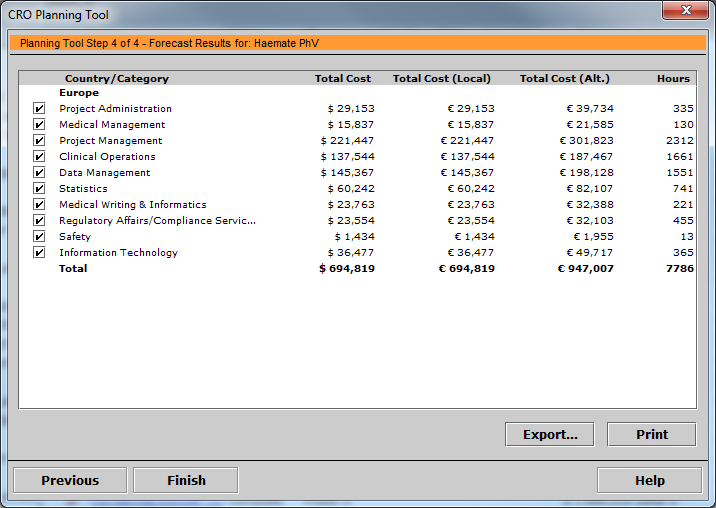 CRO Planning Tool
Planning Tool Step 4 of 4 - Forecast Results for: Haemate PhV
Country/Category Total Cost Total Cost (Local) Total Cost (Alt.) Hours
Europe
Project Administration $ 29,153 € 29,153 € 39,734 335
Medical Management $ 15,837 € 15,837 € 21,585 130
Project Management $ 221,447 € 221,447 € 301,823 2312
Clinical Operations $ 137,544 € 137,544 € 187,467 1661
Data Management $ 145,367 € 145,367 € 198,128 1551
Statistics $ 60,242 € 60,242 € 82,107 741
Medical Writing & Informatics $ 23,763 € 23,763 € 32,388 221
Regulatory Affairs/Compliance Servic... $ 23,554 € 23,554 € 32,103 455
Safety $ 1,434 € 1,434 € 1,955 13
Information Technology $ 36,477 € 36,477 € 49,717 365
Total $ 694,819 € 694,819 € 947,007 7786
Export... Print
Previous Finish Help